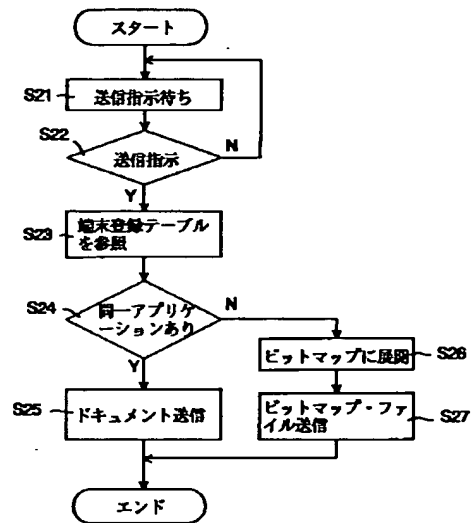 スタート
S21
送信指示待ち
S22
送信指示
N
Y
S23
端末登録テーブル
を参照
S24
同一アプリケ
ーションあり
N
Y
S25
ドキュメント送信
ビットマップに展開
S26
ビットマップ・ファ
イル送信
S27
エンド